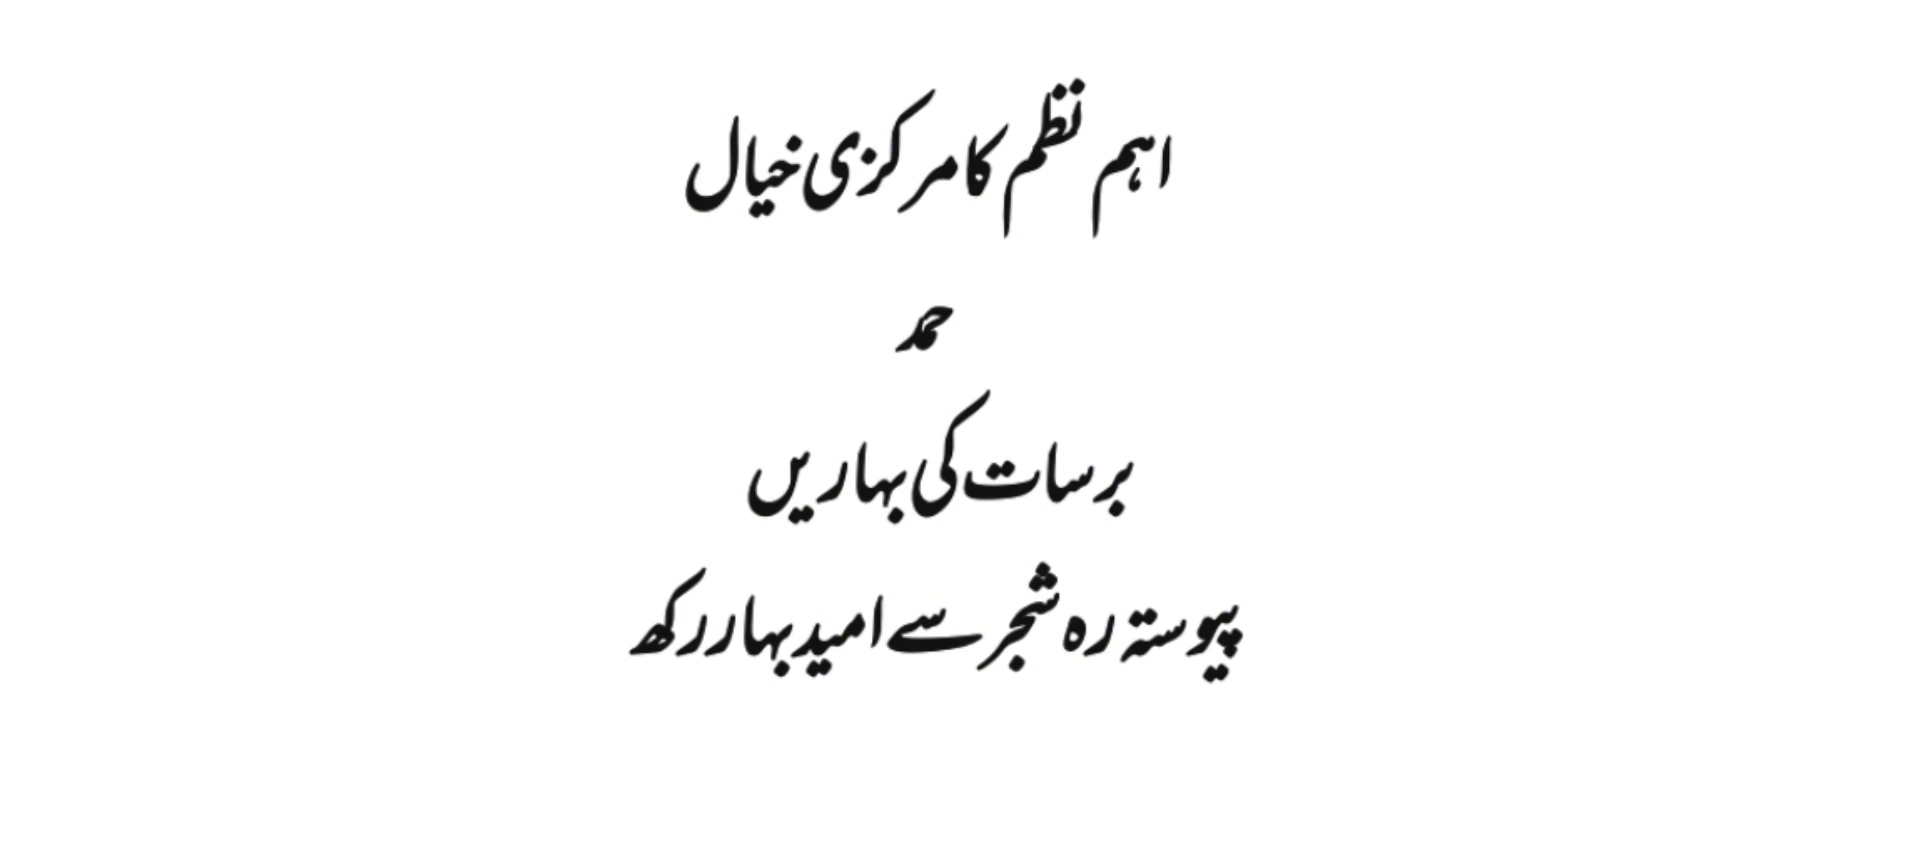 اہم نظم کا مرکزی خیال
حمد
برسات کی بہاریں
پیوستہ رہ شجر سے امید بہار رکھ